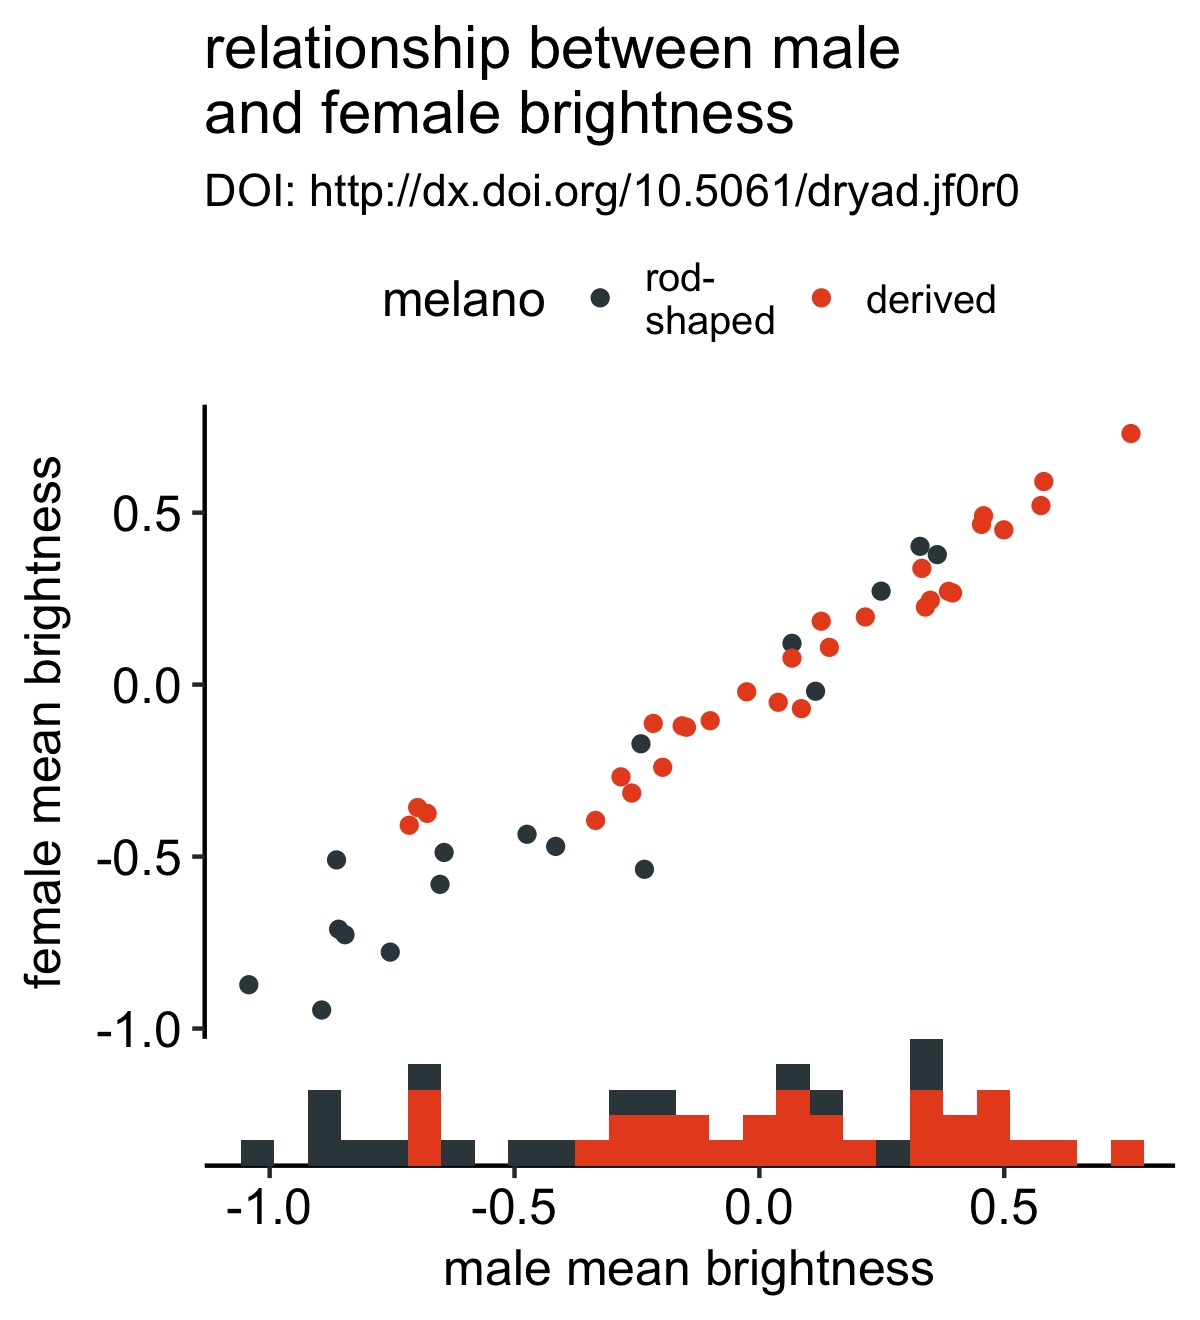 relationship between male
and female brightness
DOI: http://dx.doi.org/10.5061/dryad.jf0r0
melano
rod-
shaped
derived
female mean brightness
0.5
0.0
-0.5
-1.0
-1.0
-0.5
0.0
0.5
male mean brightness